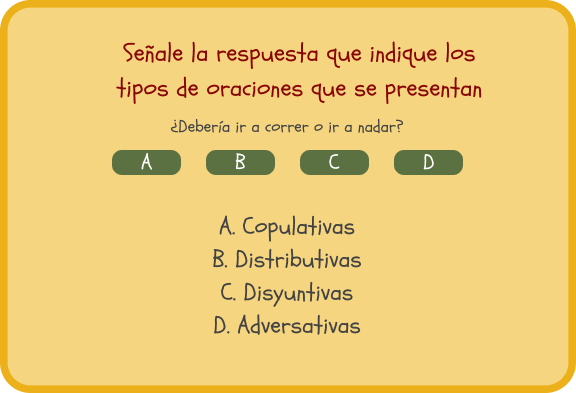 Señale la respuesta que indique los
tipos de oraciones que se presentan
¿Debería ir a correr o ir a nadar?
A B C D
A. Copulativas
B. Distributivas
C. Disyuntivas
D. Adversativas